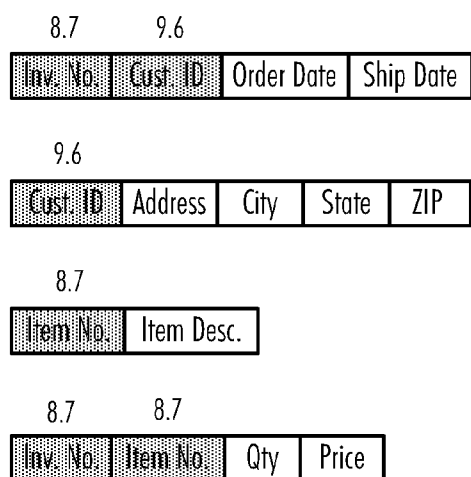 8.7 9.6
Inv. No. Cust. ID Order Date Ship Date
9.6
Cust. ID Address City State ZIP
8.7
Item No. Item Desc.
8.7 8.7
Inv. No. Item No. Qty Price